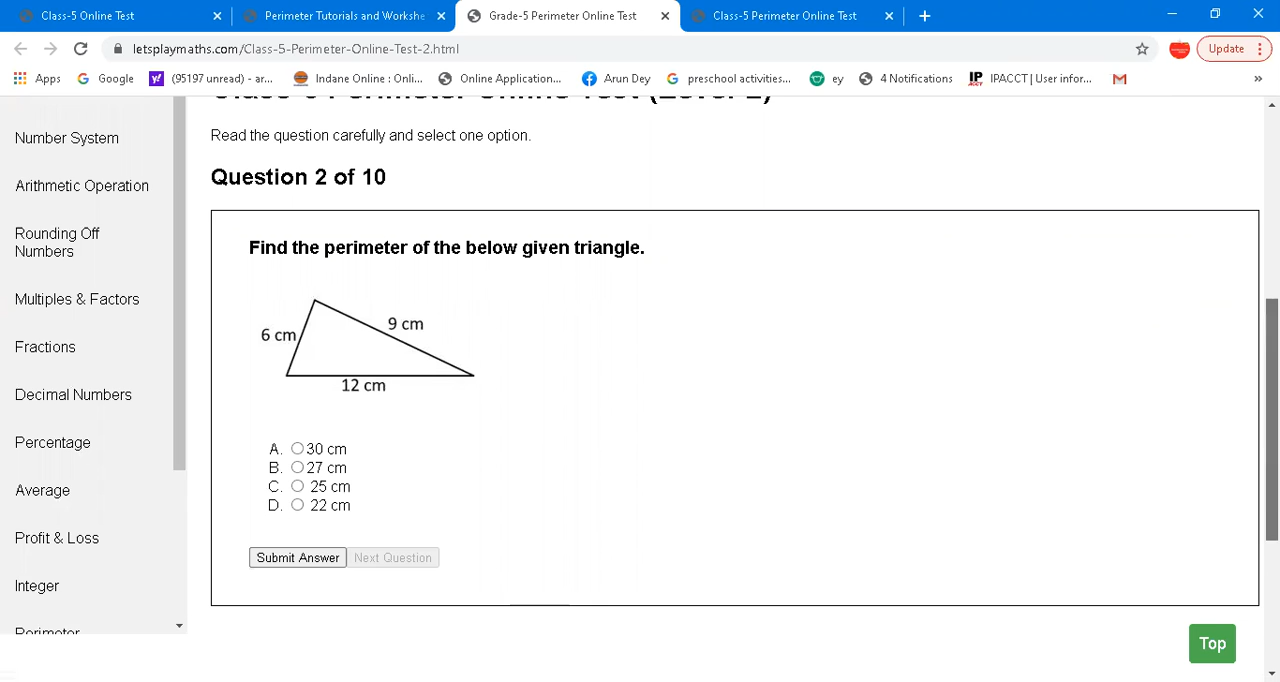 Class-5 Online Test
Perimeter Tutorials and Workshe
Grade-5 Perimeter Online Test
Class-5 Perimeter Online Test
letsplaymaths.com/Class-5-Perimeter-Online-Test-2.html
Update
Apps
Google
(95197 unread) - ar...
Indane Online : Onli...
Online Application...
Arun Dey
preschool activities...
ey
4 Notifications
IPACCT | User infor...
»
Number System
Arithmetic Operation
Rounding Off
Numbers
Multiples & Factors
Fractions
Decimal Numbers
Percentage
Average
Profit & Loss
Integer
Perimeter
Read the question carefully and select one option.
Question 2 of 10
Find the perimeter of the below given triangle.
6 cm
9 cm
12 cm
A. 30 cm
B. 27 cm
C. 25 cm
D. 22 cm
Submit Answer
Next Question
Top